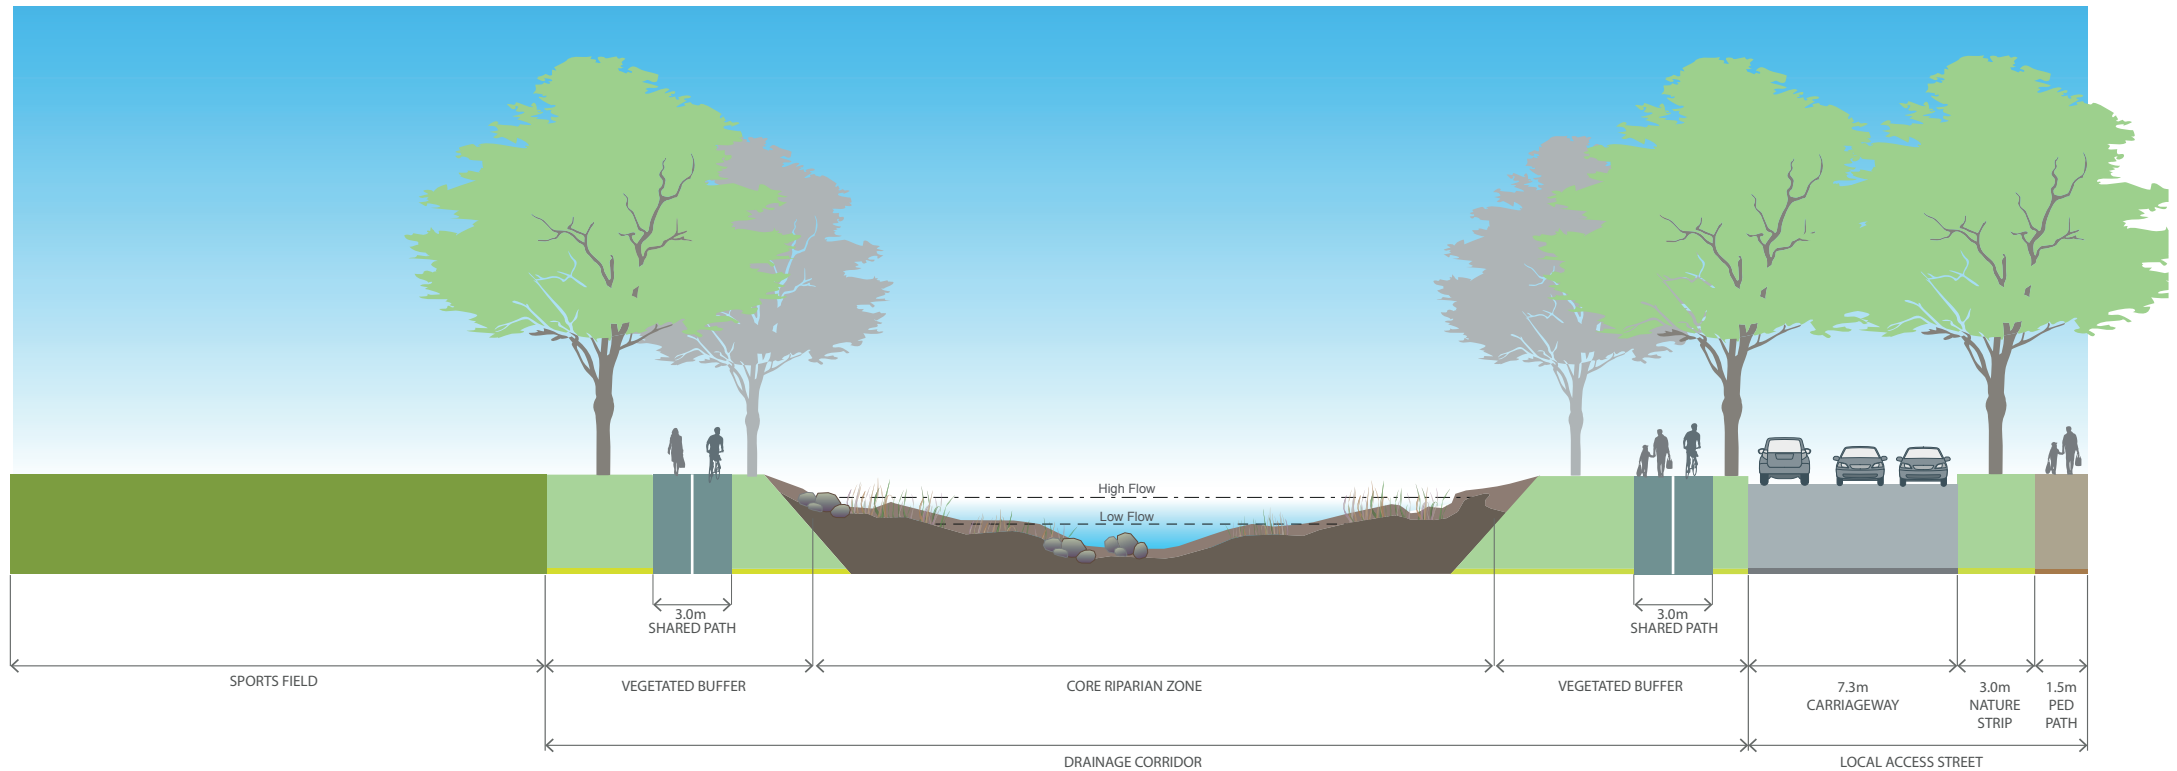 High Flow
Low Flow
3.0m
SHARED PATH
3.0m
SHARED PATH
SPORTS FIELD
VEGETATED BUFFER
CORE RIPARIAN ZONE
VEGETATED BUFFER
7.3m
CARRIAGEWAY
3.0m
NATURE
STRIP
1.5m
PED
PATH
DRAINAGE CORRIDOR
LOCAL ACCESS STREET